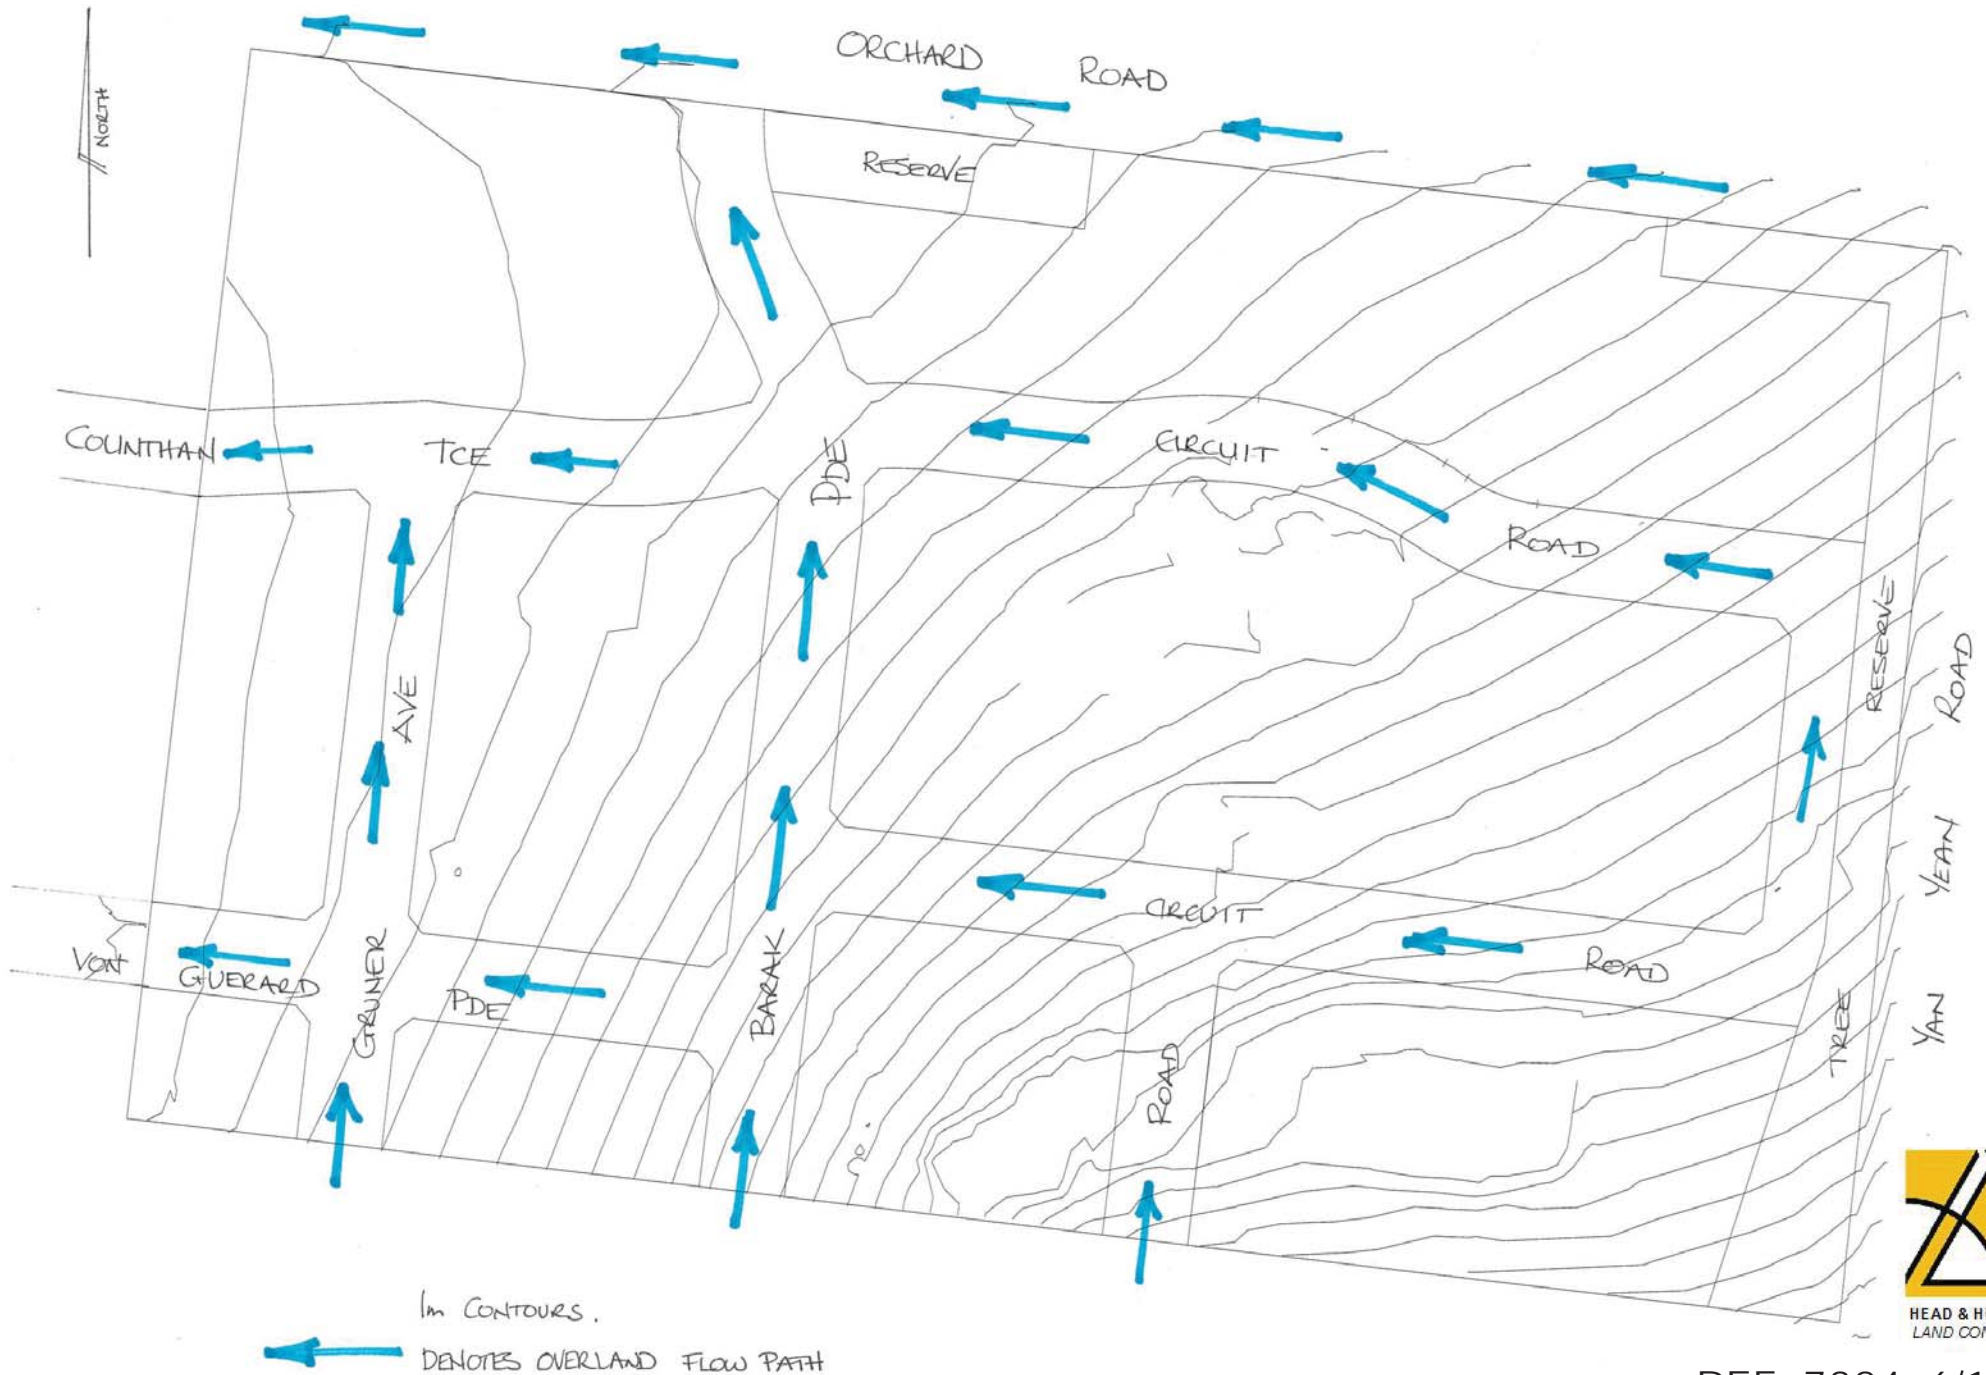 NORTH
ORCHARD ROAD
RESERVE
COUNTHAN TCE
PDE
CIRCUIT
ROAD
AVE
RESERVE
ROAD
YEAN
YAN
TREE
VON GUERARD PDE
GRUNER
BARAK
CIRCUIT ROAD
ROAD
1m CONTOURS.
DENOTES OVERLAND FLOW PATH
HEAD & H
LAND CON